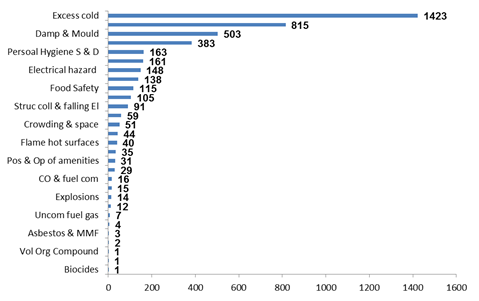 Excess cold 1423
815
Damp & Mould 503
383
Persoal Hygiene S & D 163
161
Electrical hazard 148
138
Food Safety 115
105
Struc coll & falling El 91
59
Crowding & space 51
44
Flame hot surfaces 40
35
Pos & Op of amenities 31
29
CO & fuel com 16
15
Explosions 14
12
Uncom fuel gas 7
4
Asbestos & MMF 3
2
Vol Org Compound 1
1
Biocides 1
0 200 400 600 800 1000 1200 1400 1600